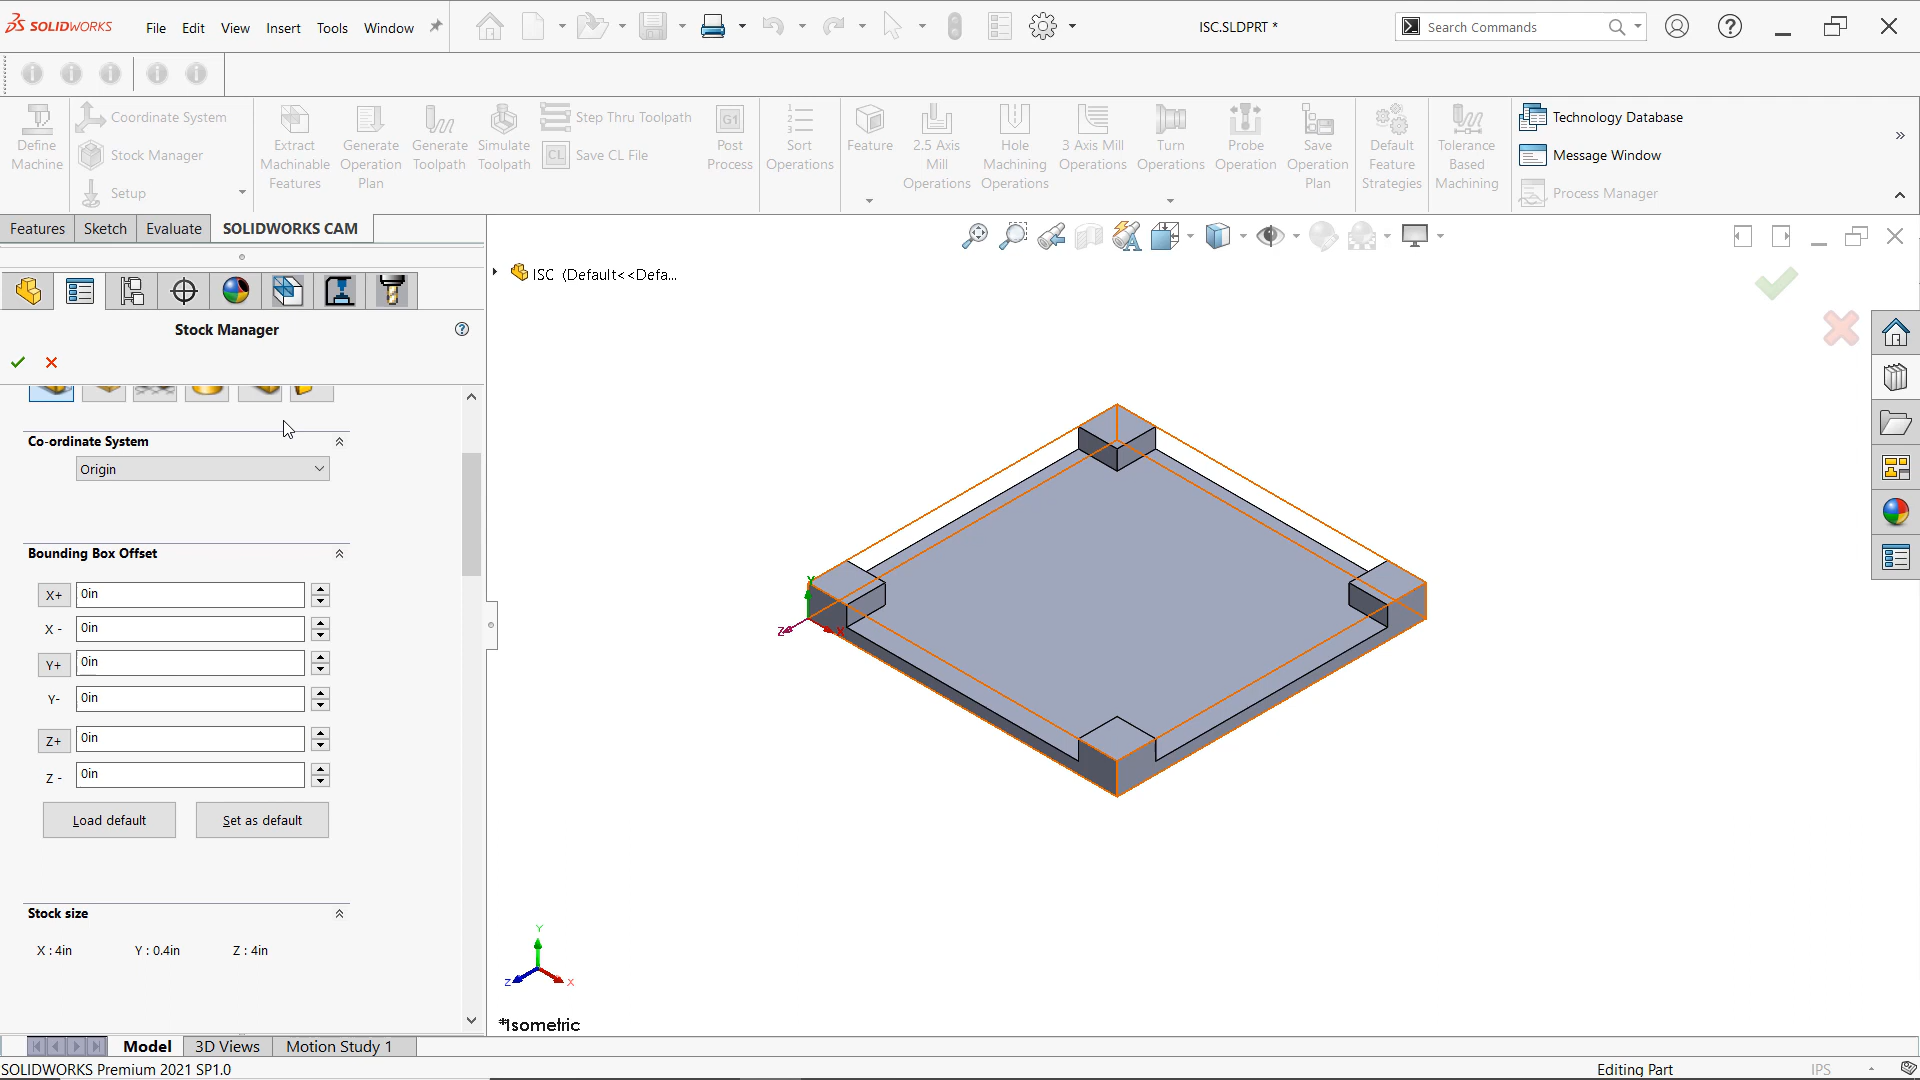 SOLIDWORKS
File Edit View Insert Tools Window
ISC.SLDPRT *
Search Commands
Define Machine
Coordinate System
Stock Manager
Setup
Extract Machinable Features
Generate Operation Plan
Generate Toolpath
Simulate Toolpath
Step Thru Toolpath
CL Save CL File
G1 Post Process
Sort Operations
Feature
2.5 Axis Mill Operations
Hole Machining Operations
3 Axis Mill Operations
Turn Operations
Probe Operation
Save Operation Plan
Default Feature Strategies
Tolerance Based Machining
Technology Database
Message Window
Process Manager
Features Sketch Evaluate SOLIDWORKS CAM
ISC (Default<<Defa...
Stock Manager
Co-ordinate System
Origin
Bounding Box Offset
X+ 0in
X - 0in
Y+ 0in
Y- 0in
Z+ 0in
Z - 0in
Load default Set as default
Stock size
X : 4in Y : 0.4in Z : 4in
Y
Z X
Y
Z X
*Isometric
Model 3D Views Motion Study 1
SOLIDWORKS Premium 2021 SP1.0
Editing Part
IPS